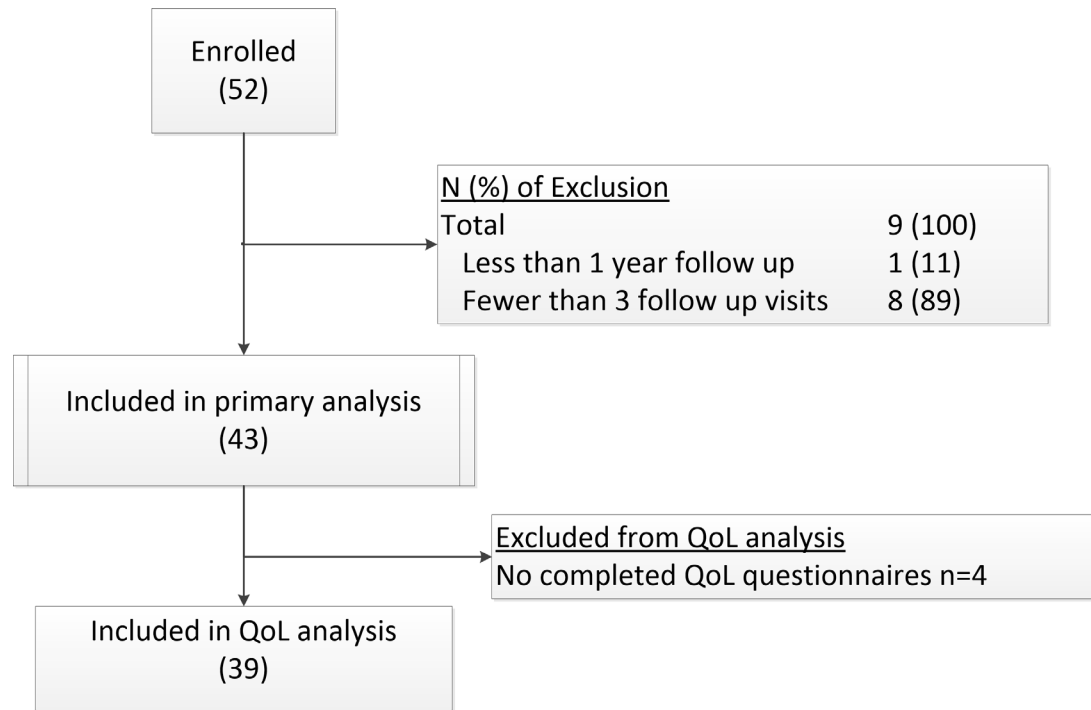 Enrolled
(52)
N (%) of Exclusion
Total 9 (100)
Less than 1 year follow up 1 (11)
Fewer than 3 follow up visits 8 (89)
Included in primary analysis
(43)
Excluded from QoL analysis
No completed QoL questionnaires n=4
Included in QoL analysis
(39)